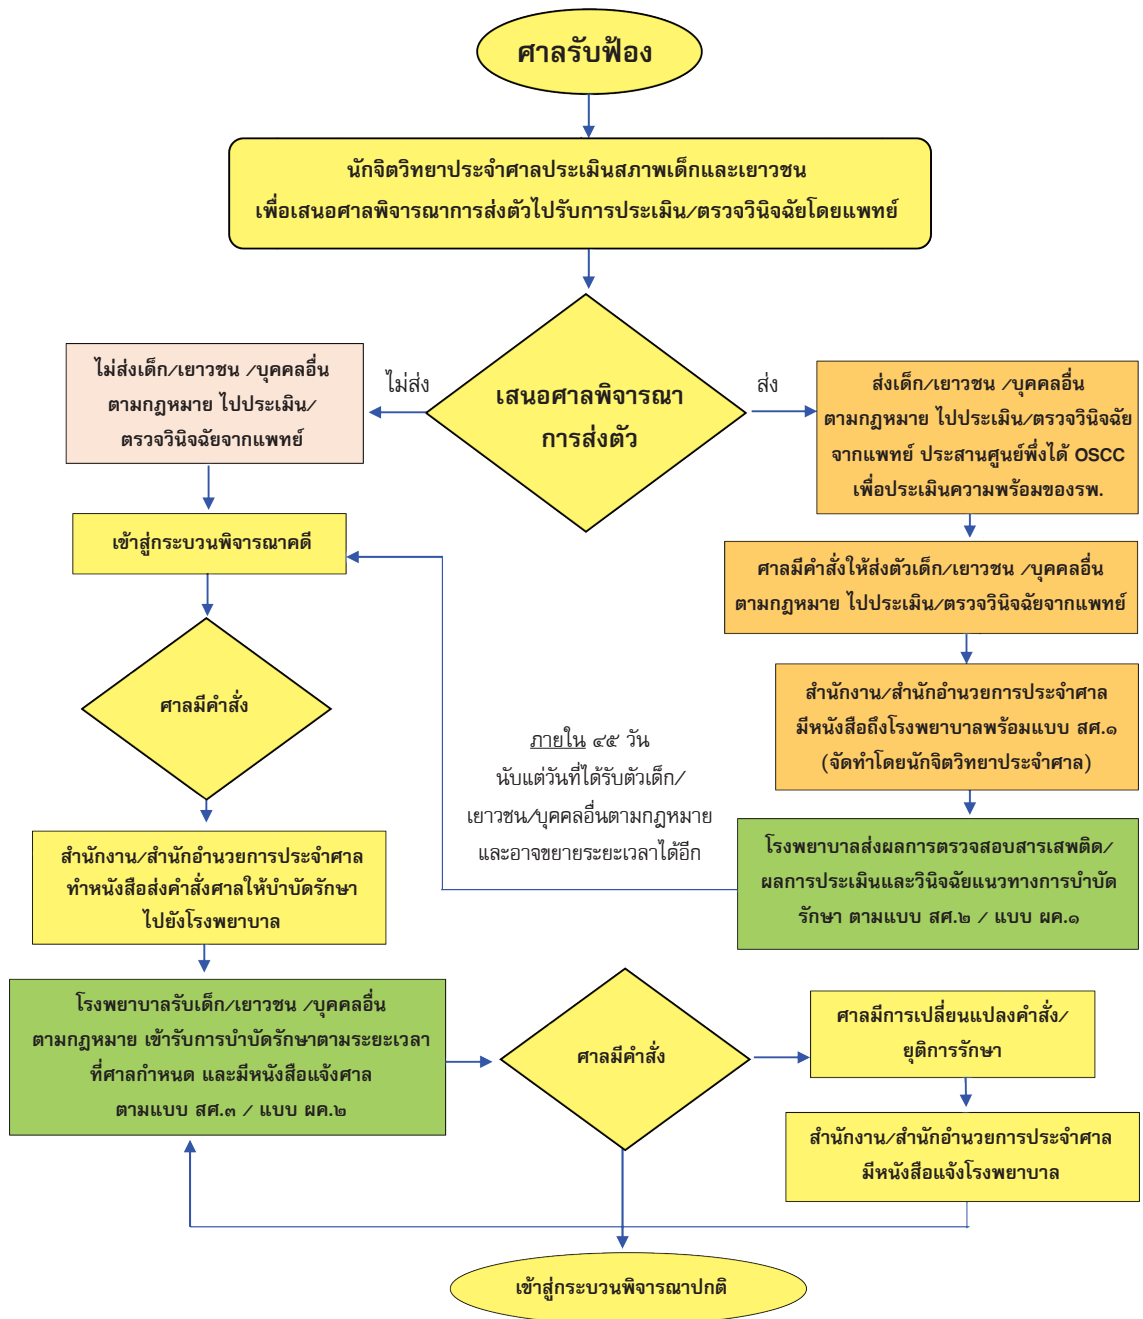 ศาลรับฟ้อง
นักจิตวิทยาประจำศาลประเมินสภาพเด็กและเยาวชน
เพื่อเสนอศาลพิจารณาการส่งตัวไปรับการประเมิน/ตรวจวินิจฉัยโดยแพทย์
เสนอศาลพิจารณา
การส่งตัว
ไม่ส่ง
ส่ง
ไม่ส่งเด็ก/เยาวชน /บุคคลอื่น
ตามกฎหมาย ไปประเมิน/
ตรวจวินิจฉัยจากแพทย์
ส่งเด็ก/เยาวชน /บุคคลอื่น
ตามกฎหมาย ไปประเมิน/ตรวจวินิจฉัย
จากแพทย์ ประสานศูนย์พึ่งได้ OSCC
เพื่อประเมินความพร้อมของรพ.
เข้าสู่กระบวนพิจารณาคดี
ศาลมีคำสั่งให้ส่งตัวเด็ก/เยาวชน /บุคคลอื่น
ตามกฎหมาย ไปประเมิน/ตรวจวินิจฉัยจากแพทย์
ศาลมีคำสั่ง
สำนักงาน/สำนักอำนวยการประจำศาล
มีหนังสือถึงโรงพยาบาลพร้อมแบบ สศ.๑
(จัดทำโดยนักจิตวิทยาประจำศาล)
ภายใน ๔๕ วัน
นับแต่วันที่ได้รับตัวเด็ก/
เยาวชน/บุคคลอื่นตามกฎหมาย
และอาจขยายระยะเวลาได้อีก
โรงพยาบาลส่งผลการตรวจสอบสารเสพติด/
ผลการประเมินและวินิจฉัยแนวทางการบำบัด
รักษา ตามแบบ สศ.๒ / แบบ ผค.๑
สำนักงาน/สำนักอำนวยการประจำศาล
ทำหนังสือส่งคำสั่งศาลให้บำบัดรักษา
ไปยังโรงพยาบาล
โรงพยาบาลรับเด็ก/เยาวชน /บุคคลอื่น
ตามกฎหมาย เข้ารับการบำบัดรักษาตามระยะเวลา
ที่ศาลกำหนด และมีหนังสือแจ้งศาล
ตามแบบ สศ.๓ / แบบ ผค.๒
ศาลมีคำสั่ง
ศาลมีการเปลี่ยนแปลงคำสั่ง/
ยุติการรักษา
สำนักงาน/สำนักอำนวยการประจำศาล
มีหนังสือแจ้งโรงพยาบาล
เข้าสู่กระบวนพิจารณาปกติ